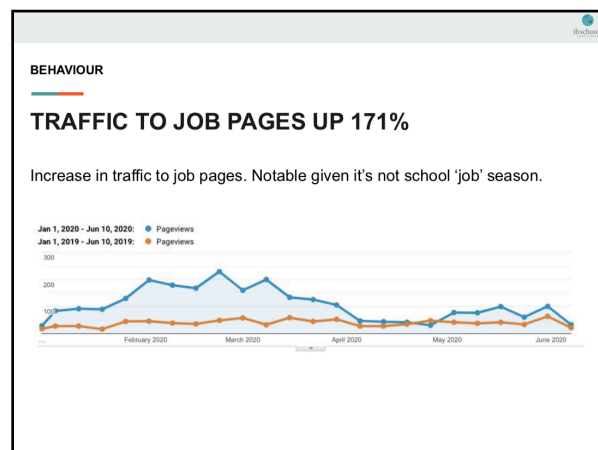 ibschool
BEHAVIOUR
TRAFFIC TO JOB PAGES UP 171%
Increase in traffic to job pages. Notable given it's not school ‘job’ season.
Jan 1, 2020 - Jun 10, 2020: Pageviews
Jan 1, 2019 - Jun 10, 2019: Pageviews
300
200
100
... February 2020 March 2020 April 2020 May 2020 June 2020